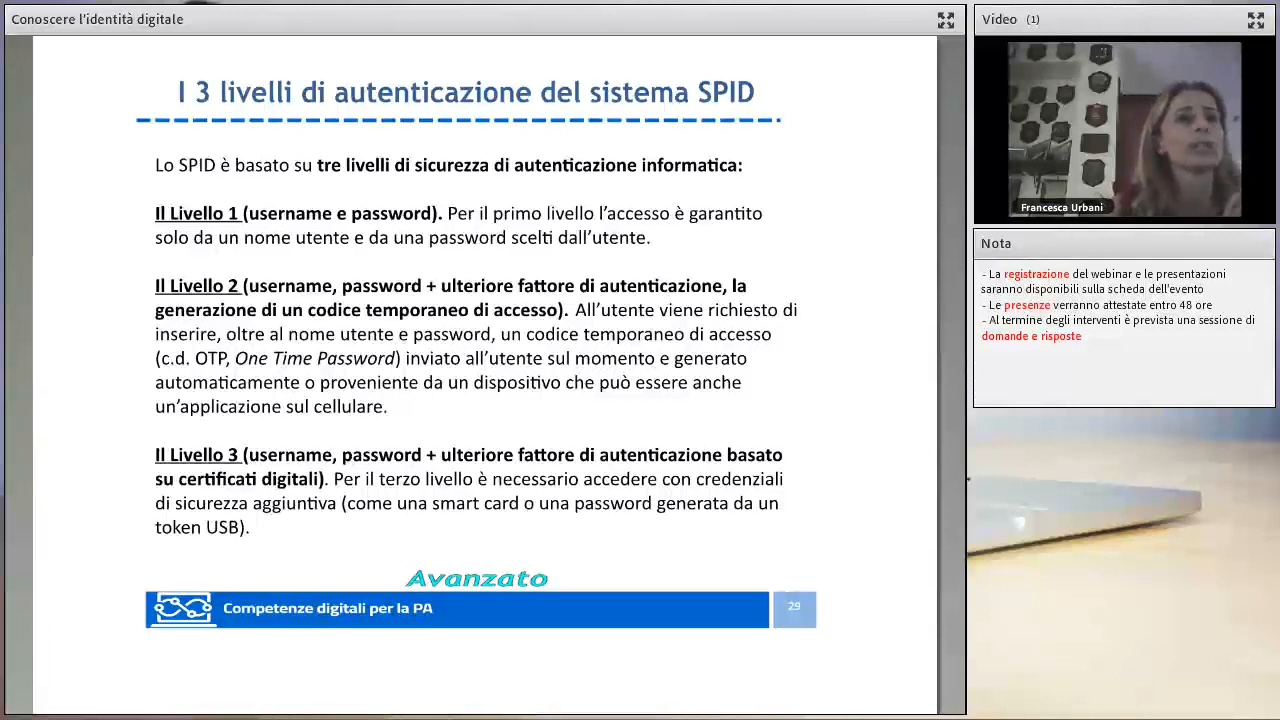 Conoscere l'identità digitale
I 3 livelli di autenticazione del sistema SPID
Lo SPID è basato su tre livelli di sicurezza di autenticazione informatica:
Il Livello 1 (username e password). Per il primo livello l’accesso è garantito
solo da un nome utente e da una password scelti dall’utente.
Il Livello 2 (username, password + ulteriore fattore di autenticazione, la
generazione di un codice temporaneo di accesso). All’utente viene richiesto di
inserire, oltre al nome utente e password, un codice temporaneo di accesso
(c.d. OTP, One Time Password) inviato all’utente sul momento e generato
automaticamente o proveniente da un dispositivo che può essere anche
un’applicazione sul cellulare.
Il Livello 3 (username, password + ulteriore fattore di autenticazione basato
su certificati digitali). Per il terzo livello è necessario accedere con credenziali
di sicurezza aggiuntiva (come una smart card o una password generata da un
token USB).
Avanzato
Competenze digitali per la PA
29
Video (1)
Francesca Urbani
Nota
- La registrazione del webinar e le presentazioni
saranno disponibili sulla scheda dell'evento
- Le presenze verranno attestate entro 48 ore
- Al termine degli interventi è prevista una sessione di
domande e risposte